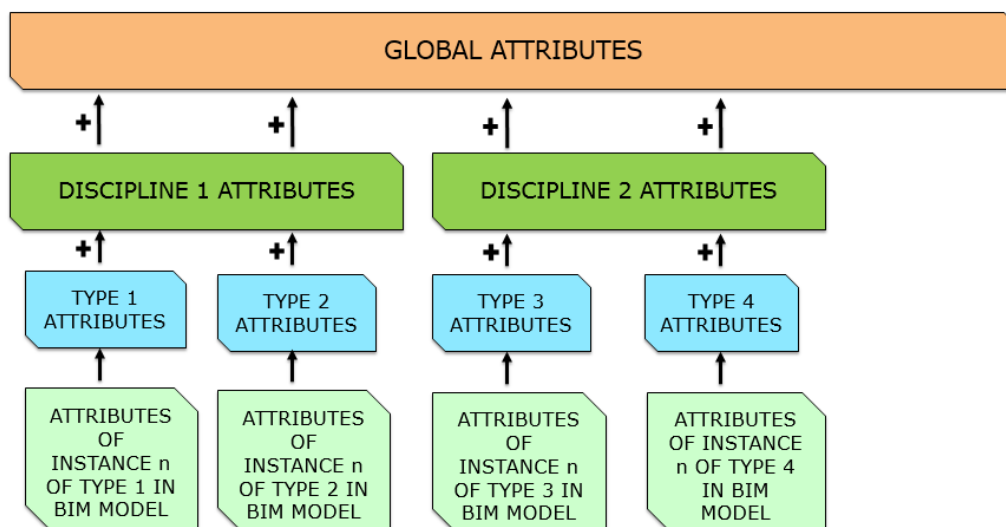 GLOBAL ATTRIBUTES
+ + + +
DISCIPLINE 1 ATTRIBUTES
DISCIPLINE 2 ATTRIBUTES
+ + + +
TYPE 1
ATTRIBUTES
TYPE 2
ATTRIBUTES
TYPE 3
ATTRIBUTES
TYPE 4
ATTRIBUTES
ATTRIBUTES
OF
INSTANCE n
OF TYPE 1 IN
BIM MODEL
ATTRIBUTES
OF
INSTANCE n
OF TYPE 2 IN
BIM MODEL
ATTRIBUTES
OF
INSTANCE n
OF TYPE 3 IN
BIM MODEL
ATTRIBUTES
OF INSTANCE
n OF TYPE 4
IN BIM
MODEL